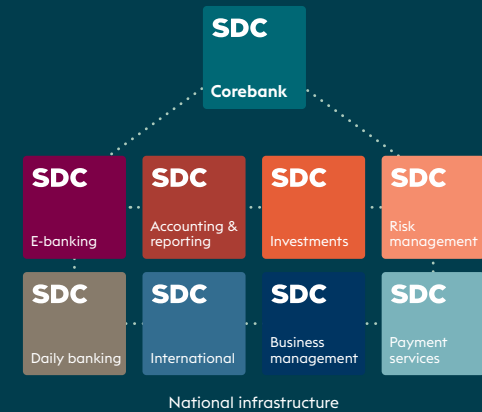 SDC
Corebank
SDC
E-banking
SDC
Accounting &
reporting
SDC
Investments
SDC
Risk
management
SDC
Daily banking
SDC
International
SDC
Business
management
SDC
Payment
services
National infrastructure